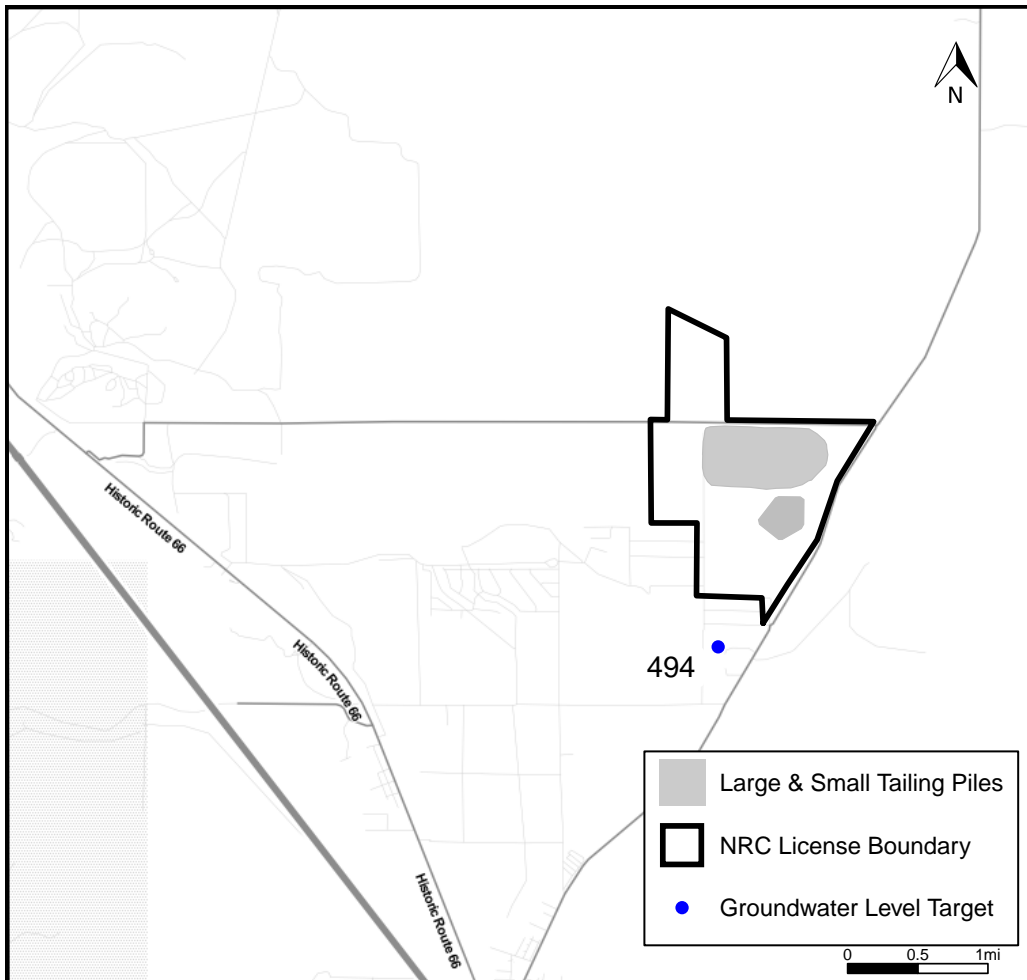 N
Historic Route 66
Historic Route 66
494
Large & Small Tailing Piles
NRC License Boundary
Historic Route 66
Groundwater Level Target
0 0.5 1mi